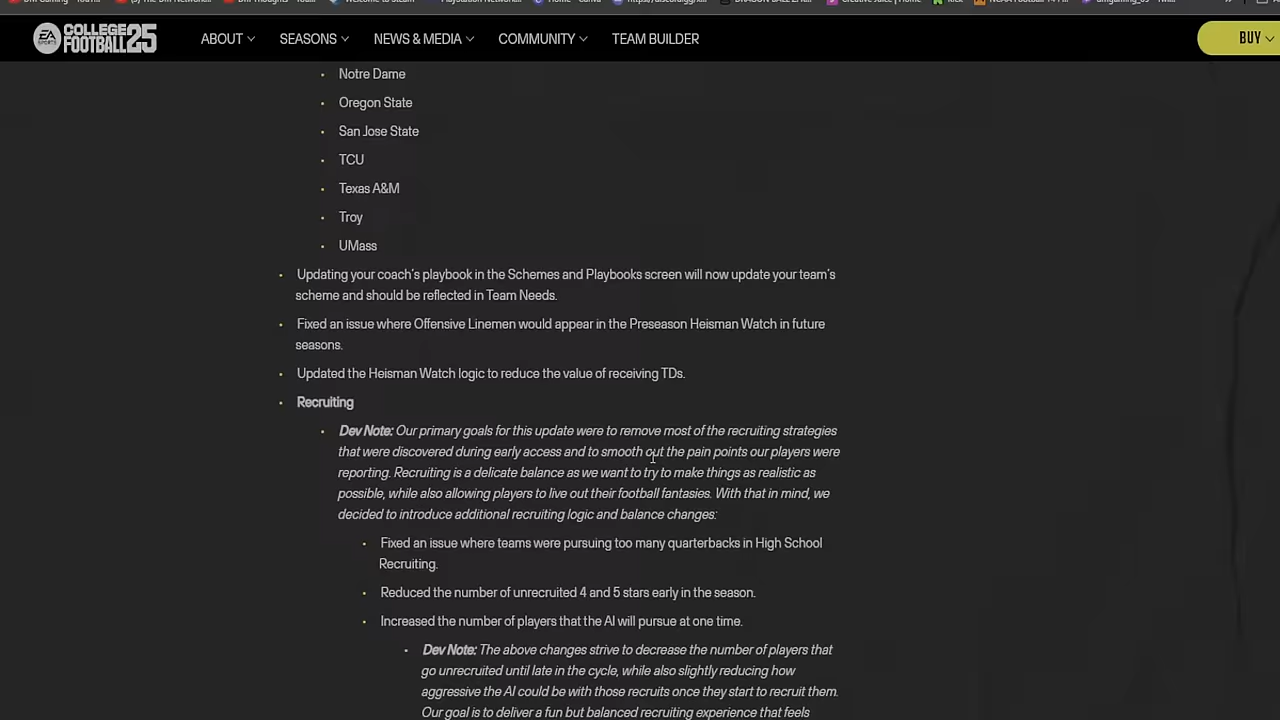 EA SPORTS COLLEGE FOOTBALL 25 ABOUT SEASONS NEWS & MEDIA COMMUNITY TEAM BUILDER BUY
• Notre Dame
• Oregon State
• San Jose State
• TCU
• Texas A&M
• Troy
• UMass
• Updating your coach's playbook in the Schemes and Playbooks screen will now update your team's
scheme and should be reflected in Team Needs.
• Fixed an issue where Offensive Linemen would appear in the Preseason Heisman Watch in future
seasons.
• Updated the Heisman Watch logic to reduce the value of receiving TDs.
• Recruiting
• Dev Note: Our primary goals for this update were to remove most of the recruiting strategies
that were discovered during early access and to smooth out the pain points our players were
reporting. Recruiting is a delicate balance as we want to try to make things as realistic as
possible, while also allowing players to live out their football fantasies. With that in mind, we
decided to introduce additional recruiting logic and balance changes:
• Fixed an issue where teams were pursuing too many quarterbacks in High School
Recruiting.
• Reduced the number of unrecruited 4 and 5 stars early in the season.
• Increased the number of players that the AI will pursue at one time.
• Dev Note: The above changes strive to decrease the number of players that
go unrecruited until late in the cycle, while also slightly reducing how
aggressive the AI could be with those recruits once they start to recruit them.
Our goal is to deliver a fun but balanced recruiting experience that feels